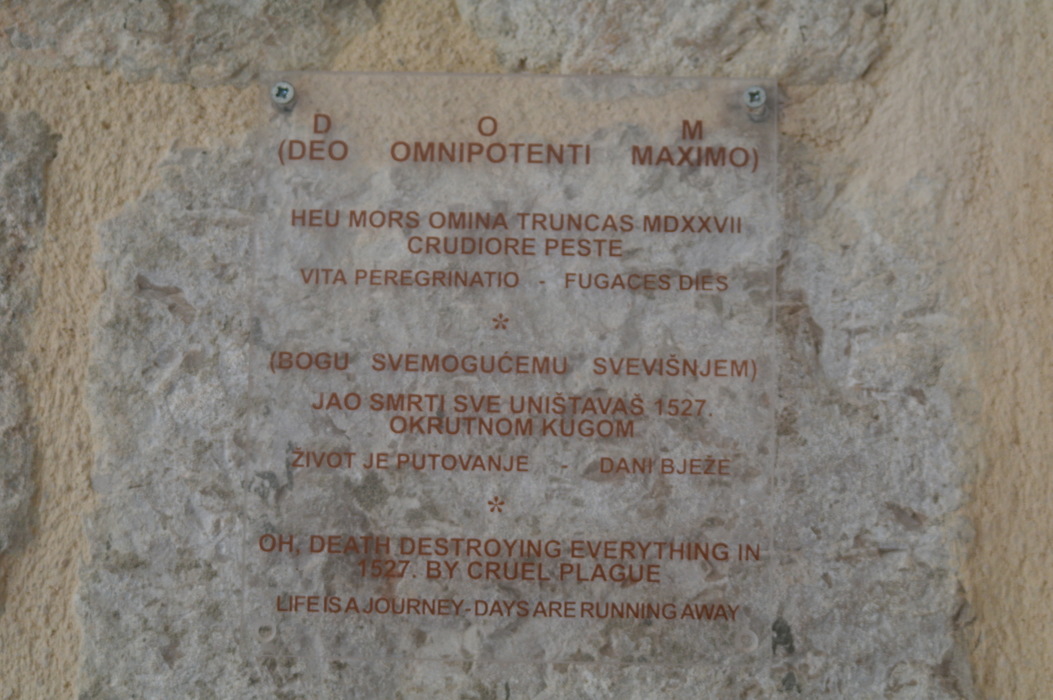 D O M
(DEO OMNIPOTENTI MAXIMO)
HEU MORS OMINA TRUNCAS MDXXVII
CRUDIORE PESTE
VITA PEREGRINATIO - FUGACES DIES
*
(BOGU SVEMOGUĆEMU SVEVIŠNJEM)
JAO SMRTI SVE UNIŠTAVAŠ 1527.
OKRUTNOM KUGOM
ŽIVOT JE PUTOVANJE - DANI BJEŽE
*
OH, DEATH DESTROYING EVERYTHING IN
1527. BY CRUEL PLAGUE
LIFE IS A JOURNEY - DAYS ARE RUNNING AWAY